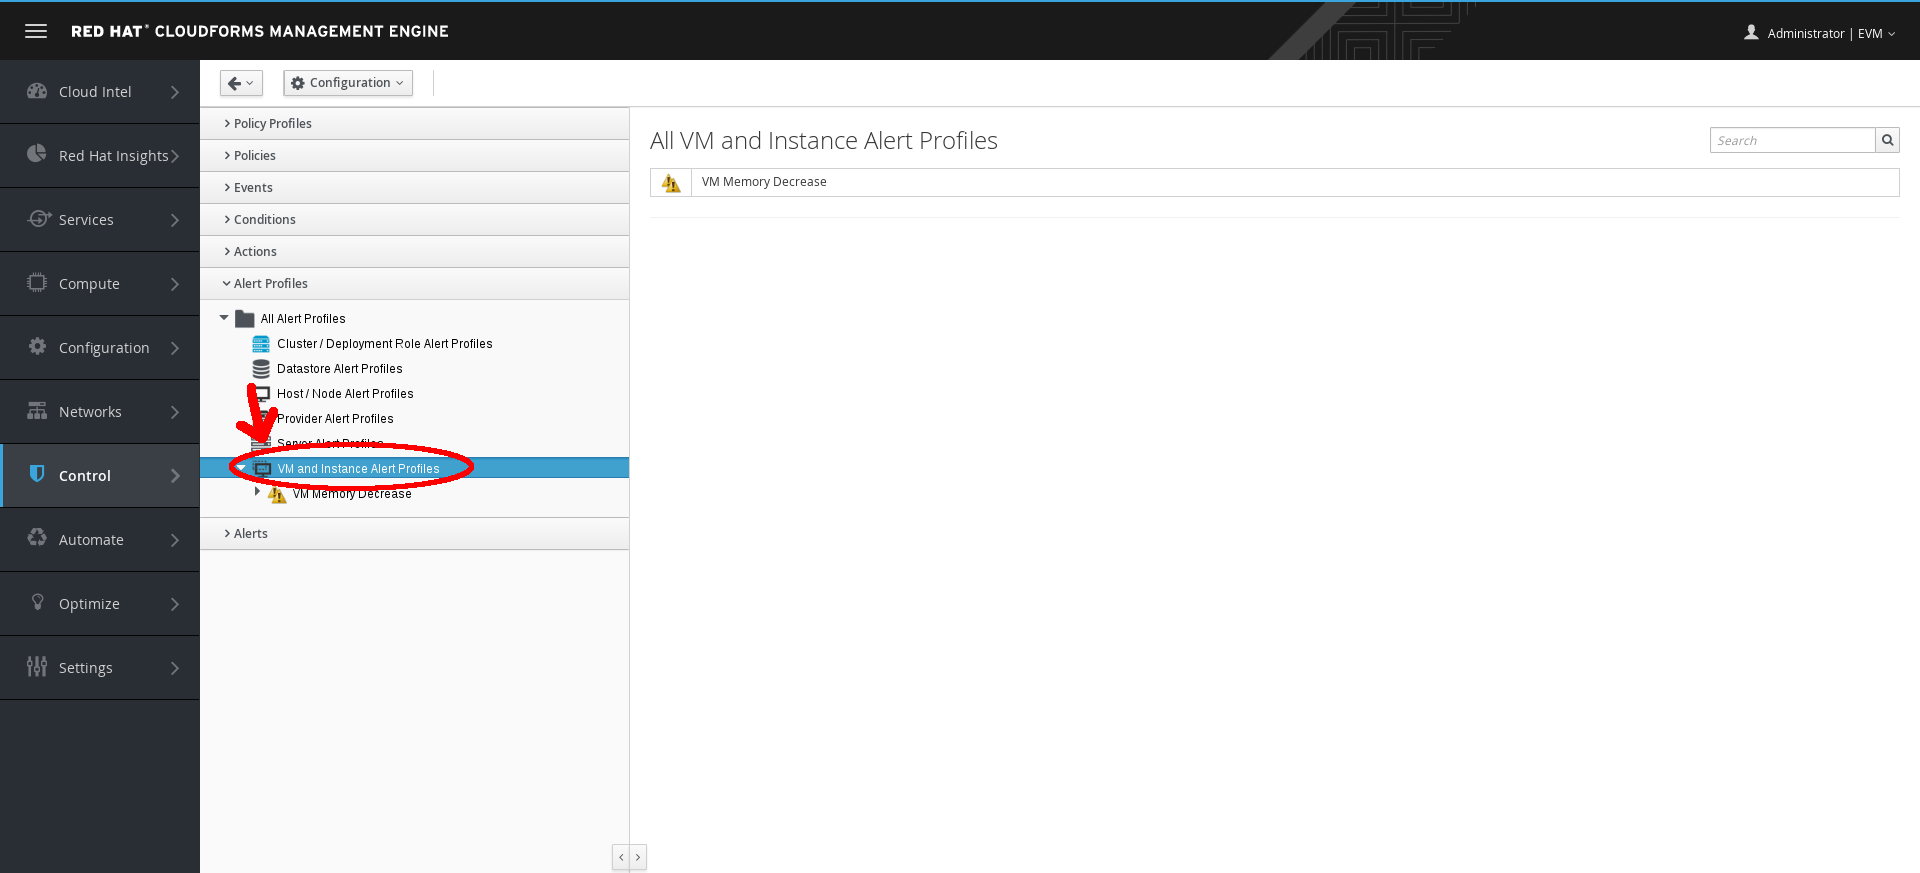 RED HAT® CLOUDFORMS MANAGEMENT ENGINE
Administrator | EVM
Cloud Intel
Red Hat Insights
Services
Compute
Configuration
Networks
Control
Automate
Optimize
Settings
Configuration
Policy Profiles
Policies
Events
Conditions
Actions
Alert Profiles
All Alert Profiles
Cluster / Deployment Role Alert Profiles
Datastore Alert Profiles
Host / Node Alert Profiles
Provider Alert Profiles
Server Alert Profiles
VM and Instance Alert Profiles
VM Memory Decrease
Alerts
All VM and Instance Alert Profiles
Search
VM Memory Decrease